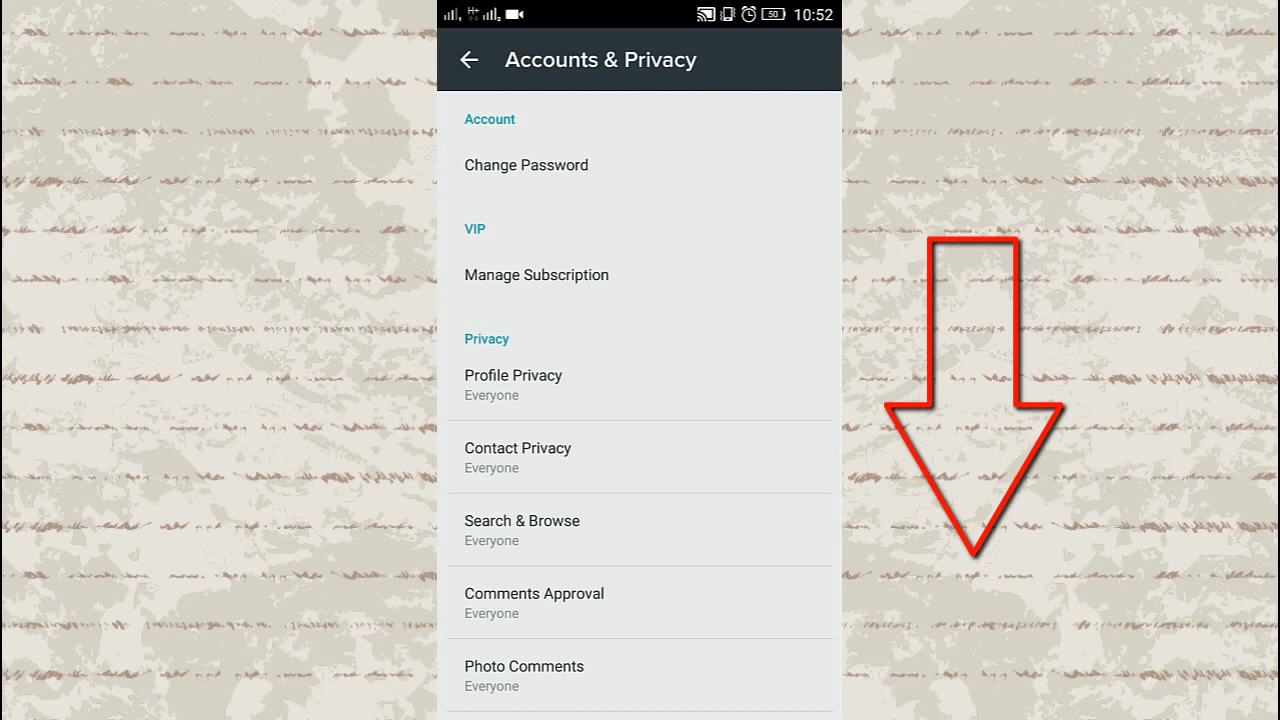 H+
50
10:52
Accounts & Privacy
Account
Change Password
VIP
Manage Subscription
Privacy
Profile Privacy
Everyone
Contact Privacy
Everyone
Search & Browse
Everyone
Comments Approval
Everyone
Photo Comments
Everyone